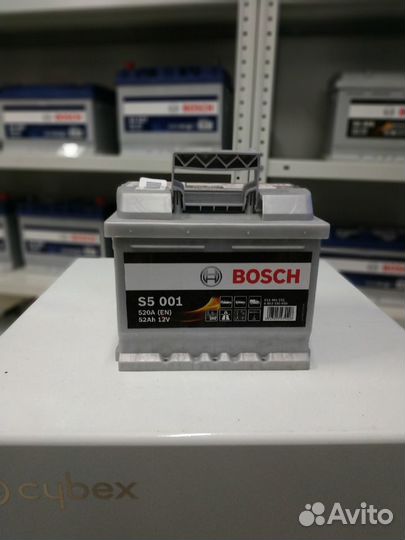 BOSCH
BOSCH
BOSCH
S5 001
520A (EN)
52Ah 12V
cybex
Avito